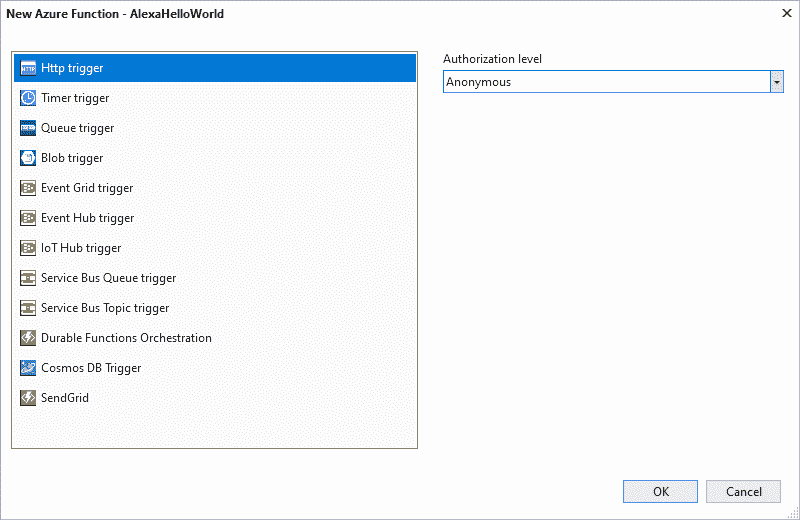 New Azure Function - AlexaHelloWorld
Http trigger
Timer trigger
Queue trigger
Blob trigger
Event Grid trigger
Event Hub trigger
IoT Hub trigger
Service Bus Queue trigger
Service Bus Topic trigger
Durable Functions Orchestration
Cosmos DB Trigger
SendGrid
Authorization level
Anonymous
OK
Cancel